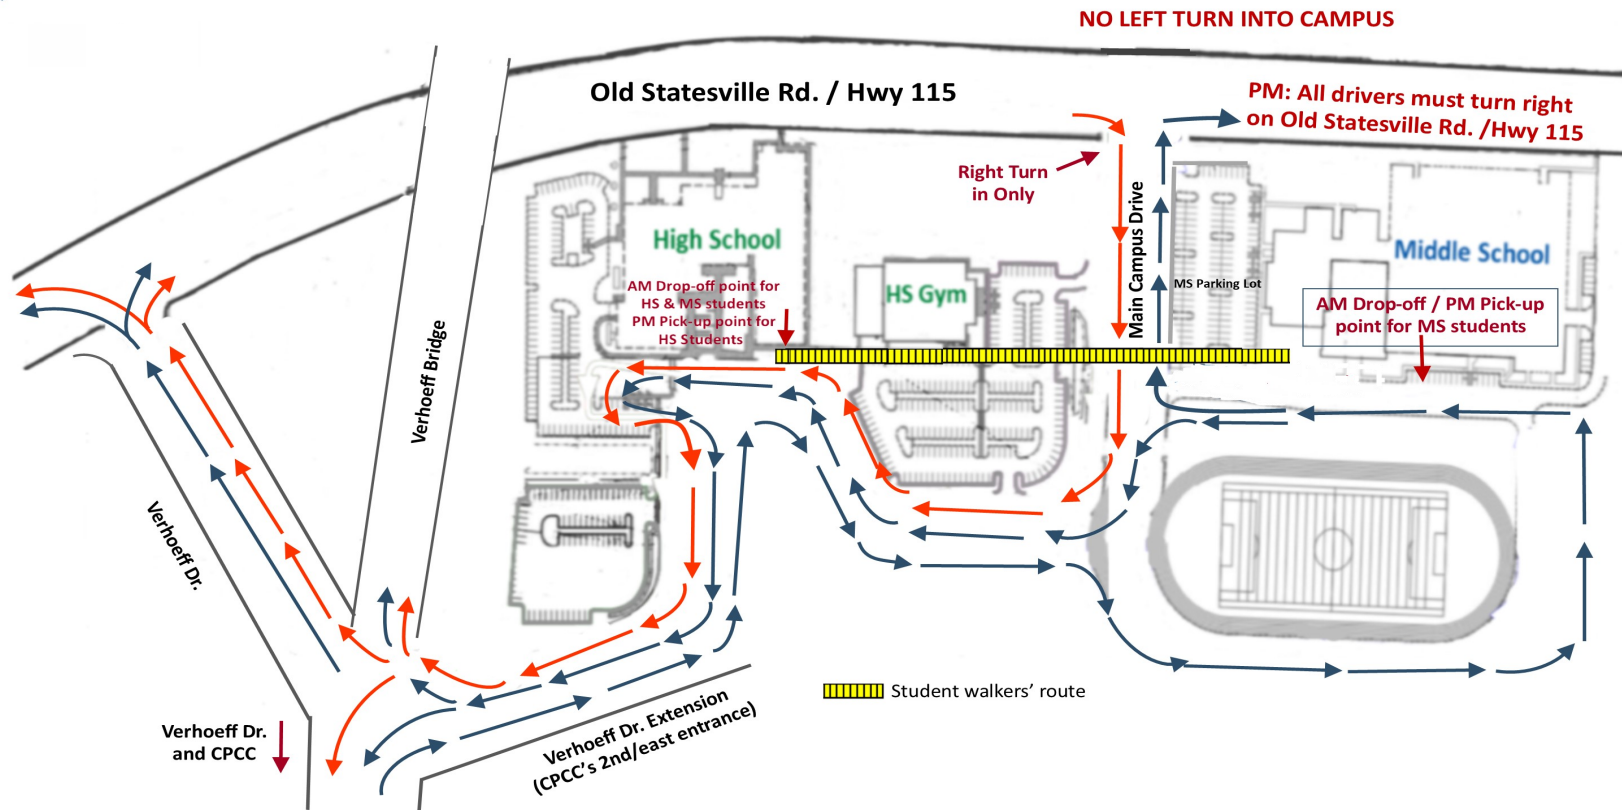 NO LEFT TURN INTO CAMPUS
Old Statesville Rd. / Hwy 115
PM: All drivers must turn right
on Old Statesville Rd. /Hwy 115
Right Turn
in Only
Main Campus Drive
High School
Middle School
HS Gym
MS Parking Lot
AM Drop-off point for
HS & MS students
PM Pick-up point for
HS Students
AM Drop-off / PM Pick-up
point for MS students
Verhoeff Bridge
Verhoeff Dr.
Student walkers' route
Verhoeff Dr.
and CPCC
Verhoeff Dr. Extension
(CPCC's 2nd/east entrance)